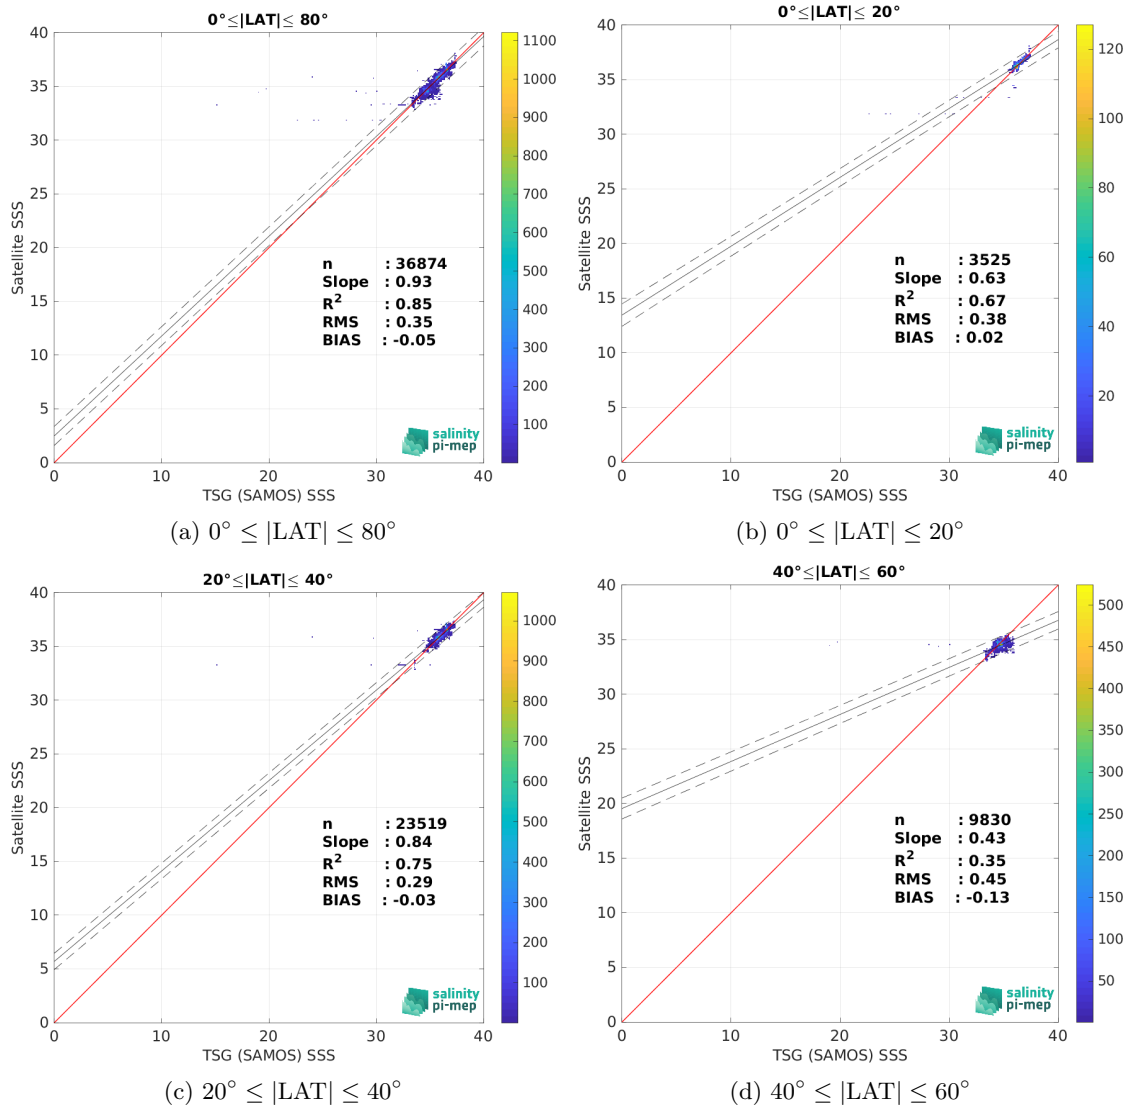 0°≤|LAT|≤ 80°
Satellite SSS
40
35
30
25
20
15
10
5
0
0
10
20
30
40
TSG (SAMOS) SSS
n : 36874
Slope : 0.93
R² : 0.85
RMS : 0.35
BIAS : -0.05
salinity
pi-mep
1100
1000
900
800
700
600
500
400
300
200
100
(a) 0° ≤ |LAT| ≤ 80°
0°≤|LAT|≤ 20°
Satellite SSS
40
35
30
25
20
15
10
5
0
0
10
20
30
40
TSG (SAMOS) SSS
n : 3525
Slope : 0.63
R² : 0.67
RMS : 0.38
BIAS : 0.02
salinity
pi-mep
120
100
80
60
40
20
(b) 0° ≤ |LAT| ≤ 20°
20°≤|LAT|≤ 40°
Satellite SSS
40
35
30
25
20
15
10
5
0
0
10
20
30
40
TSG (SAMOS) SSS
n : 23519
Slope : 0.84
R² : 0.75
RMS : 0.29
BIAS : -0.03
salinity
pi-mep
1000
900
800
700
600
500
400
300
200
100
(c) 20° ≤ |LAT| ≤ 40°
40°≤|LAT|≤ 60°
Satellite SSS
40
35
30
25
20
15
10
5
0
0
10
20
30
40
TSG (SAMOS) SSS
n : 9830
Slope : 0.43
R² : 0.35
RMS : 0.45
BIAS : -0.13
salinity
pi-mep
500
450
400
350
300
250
200
150
100
50
(d) 40° ≤ |LAT| ≤ 60°